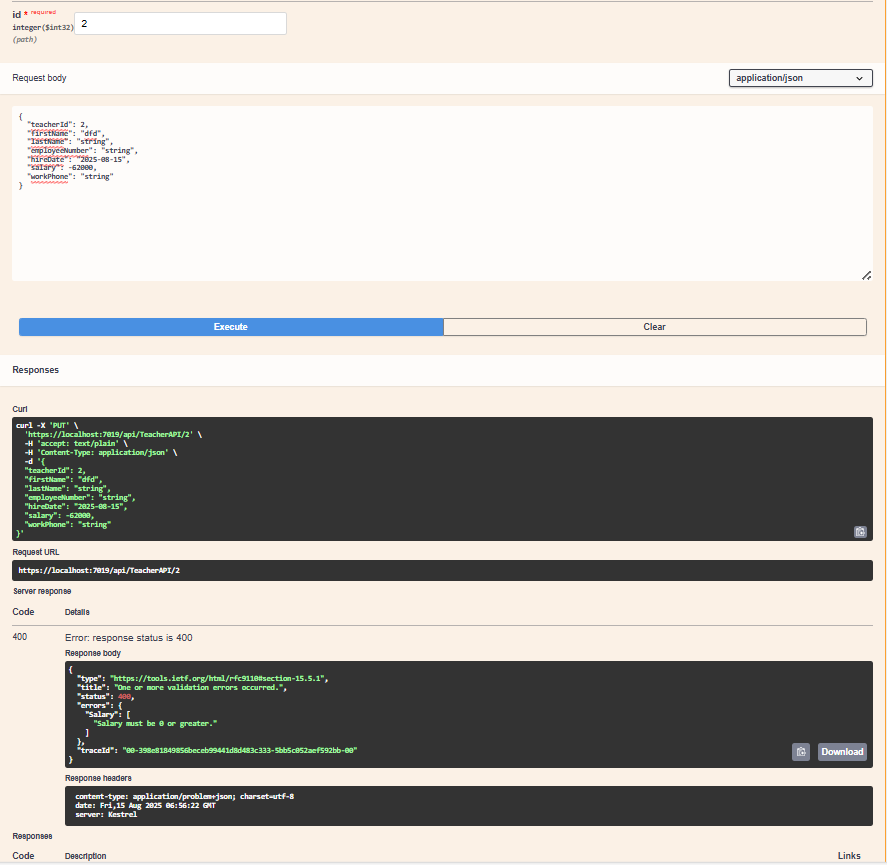 id * required
integer($int32)
2
(path)
Request body
application/json
{
"teacherId": 2,
"firstName": "dfd",
"lastName": "string",
"employeeNumber": "string",
"hireDate": "2025-08-15",
"salary": -62000,
"workPhone": "string"
}
Execute
Clear
Responses
Curl
curl -X 'PUT' \
'https://localhost:7019/api/TeacherAPI/2' \
-H 'accept: text/plain' \
-H 'Content-Type: application/json' \
-d '{
"teacherId": 2,
"firstName": "dfd",
"lastName": "string",
"employeeNumber": "string",
"hireDate": "2025-08-15",
"salary": -62000,
"workPhone": "string"
}'
Request URL
https://localhost:7019/api/TeacherAPI/2
Server response
Code Details
400 Error: response status is 400
Response body
{
"type": "https://tools.ietf.org/html/rfc9110#section-15.5.1",
"title": "One or more validation errors occurred.",
"status": 400,
"errors": {
"Salary": [
"Salary must be 0 or greater."
]
},
"traceId": "00-398e81849856beceb99441d8d483c333-5bb5c052aef592bb-00"
}
Download
Response headers
content-type: application/problem+json; charset=utf-8
date: Fri,15 Aug 2025 06:56:22 GMT
server: Kestrel
Responses
Code Description Links